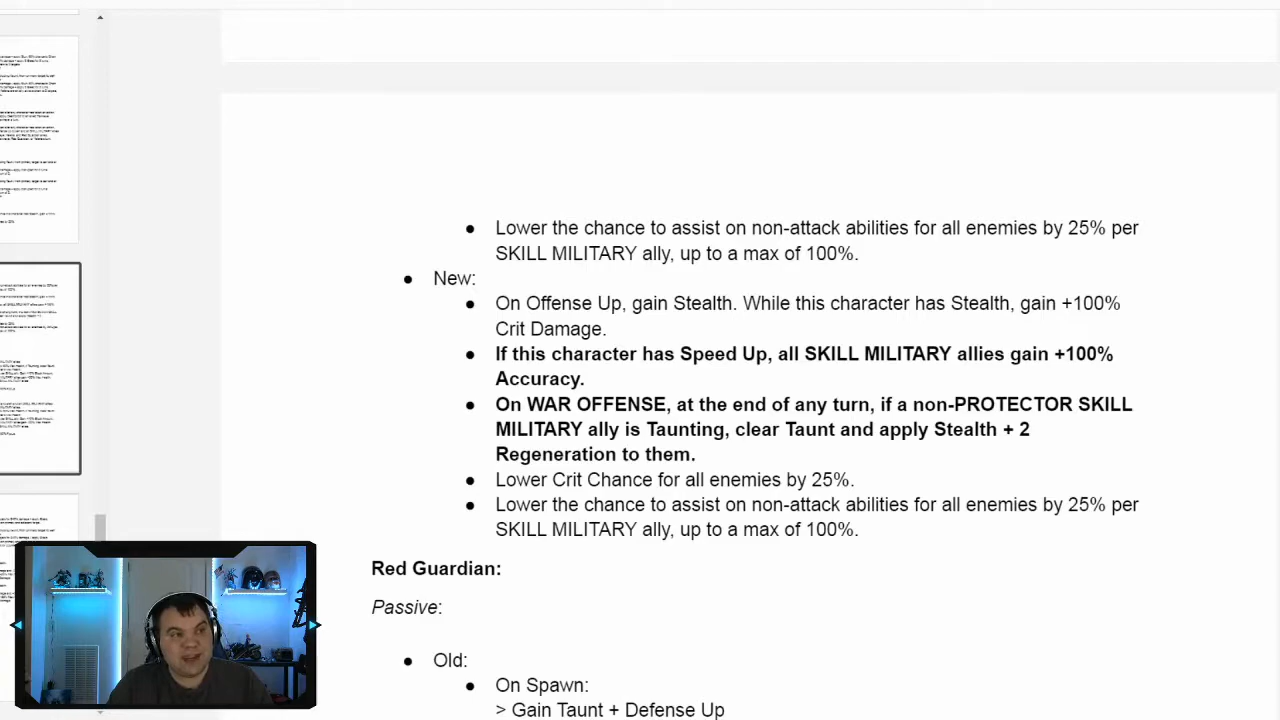 ● Lower the chance to assist on non-attack abilities for all enemies by 25% per
SKILL MILITARY ally, up to a max of 100%.
● New:
● On Offense Up, gain Stealth. While this character has Stealth, gain +100%
Crit Damage.
● If this character has Speed Up, all SKILL MILITARY allies gain +100%
Accuracy.
● On WAR OFFENSE, at the end of any turn, if a non-PROTECTOR SKILL
MILITARY ally is Taunting, clear Taunt and apply Stealth + 2
Regeneration to them.
● Lower Crit Chance for all enemies by 25%.
● Lower the chance to assist on non-attack abilities for all enemies by 25% per
SKILL MILITARY ally, up to a max of 100%.
Red Guardian:
Passive:
● Old:
● On Spawn:
> Gain Taunt + Defense Up